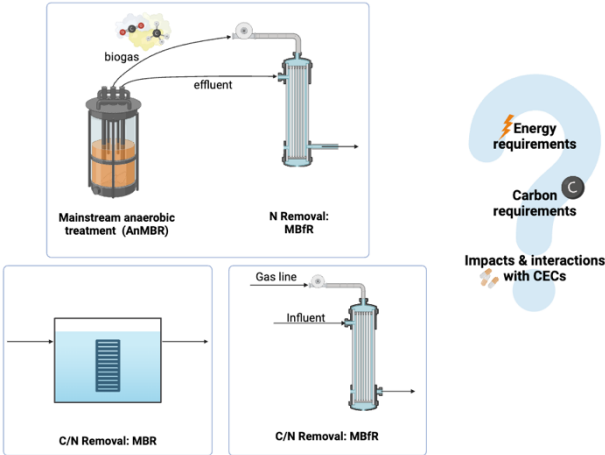 biogas
effluent
Mainstream anaerobic
treatment (AnMBR)
N Removal:
MBfR
Energy
requirements
Carbon
requirements
Impacts & interactions
with CECs
C/N Removal: MBR
Gas line
Influent
C/N Removal: MBfR